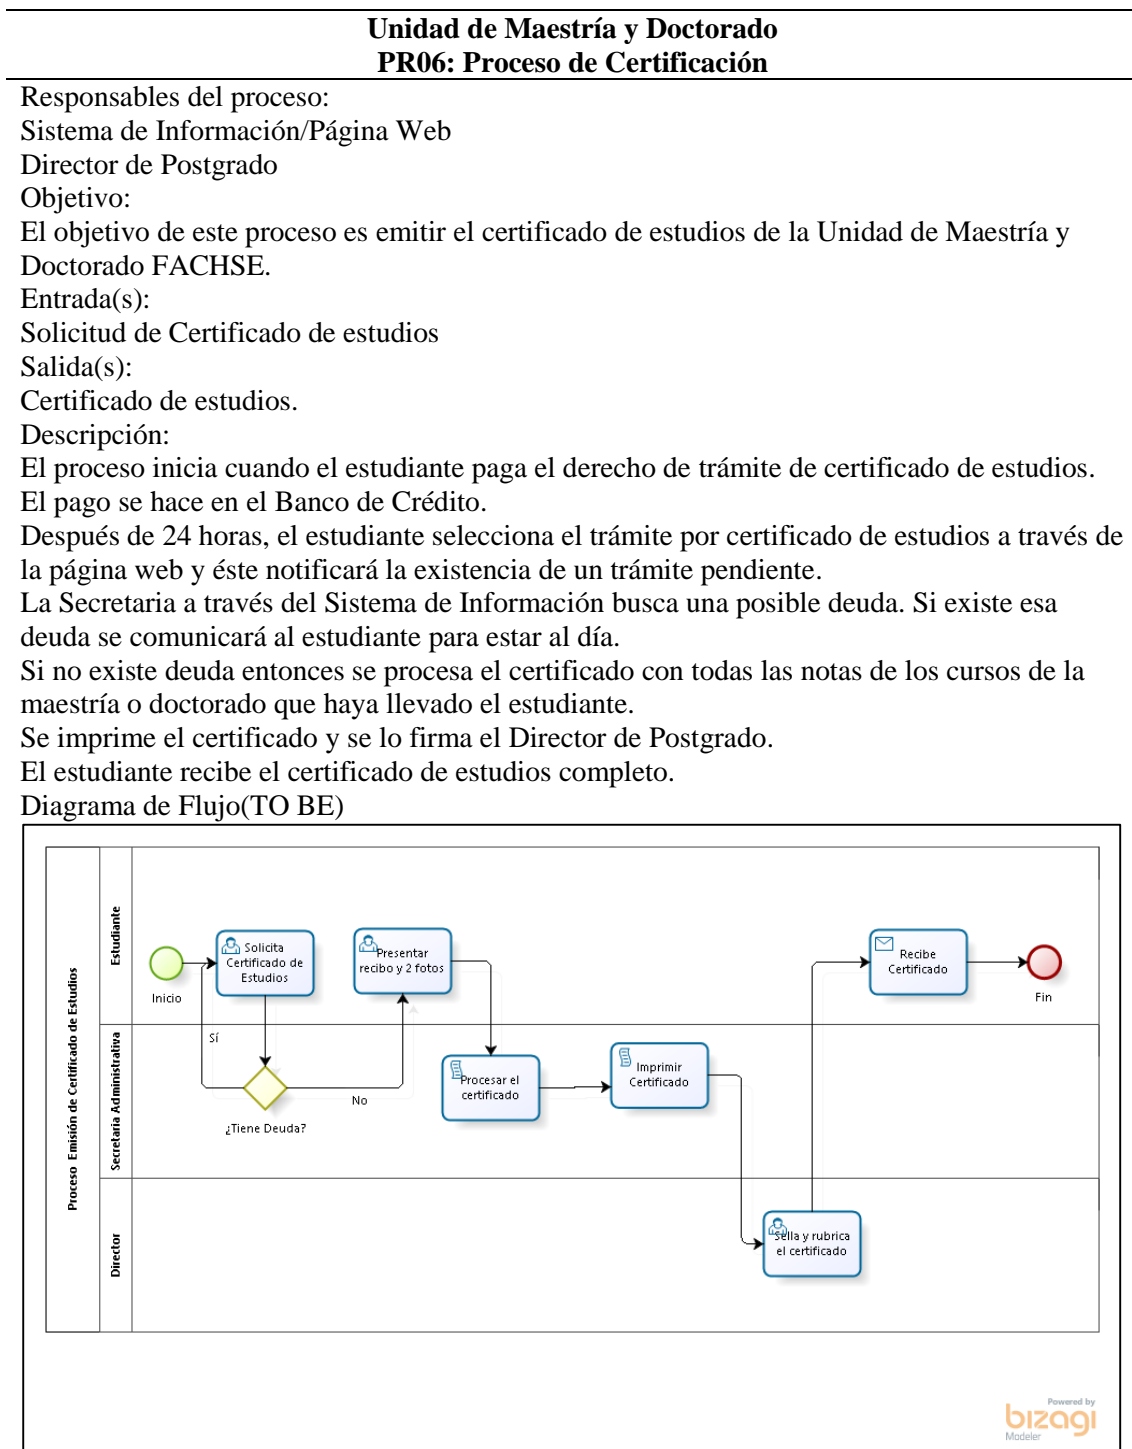 Unidad de Maestría y Doctorado
PR06: Proceso de Certificación
Responsables del proceso:
Sistema de Información/Página Web
Director de Postgrado
Objetivo:
El objetivo de este proceso es emitir el certificado de estudios de la Unidad de Maestría y
Doctorado FACHSE.
Entrada(s):
Solicitud de Certificado de estudios
Salida(s):
Certificado de estudios.
Descripción:
El proceso inicia cuando el estudiante paga el derecho de trámite de certificado de estudios.
El pago se hace en el Banco de Crédito.
Después de 24 horas, el estudiante selecciona el trámite por certificado de estudios a través de
la página web y éste notificará la existencia de un trámite pendiente.
La Secretaria a través del Sistema de Información busca una posible deuda. Si existe esa
deuda se comunicará al estudiante para estar al día.
Si no existe deuda entonces se procesa el certificado con todas las notas de los cursos de la
maestría o doctorado que haya llevado el estudiante.
Se imprime el certificado y se lo firma el Director de Postgrado.
El estudiante recibe el certificado de estudios completo.
Diagrama de Flujo(TO BE)
Proceso Emisión de Certificado de Estudios
Estudiante
Inicio
Solicita
Certificado de
Estudios
Presentar
recibo y 2 fotos
Recibe
Certificado
Fin
Secretaria Administrativa
Sí
¿Tiene Deuda?
No
Procesar el
certificado
Imprimir
Certificado
Director
Sella y rubrica
el certificado
Powered by
bizagi
Modeler